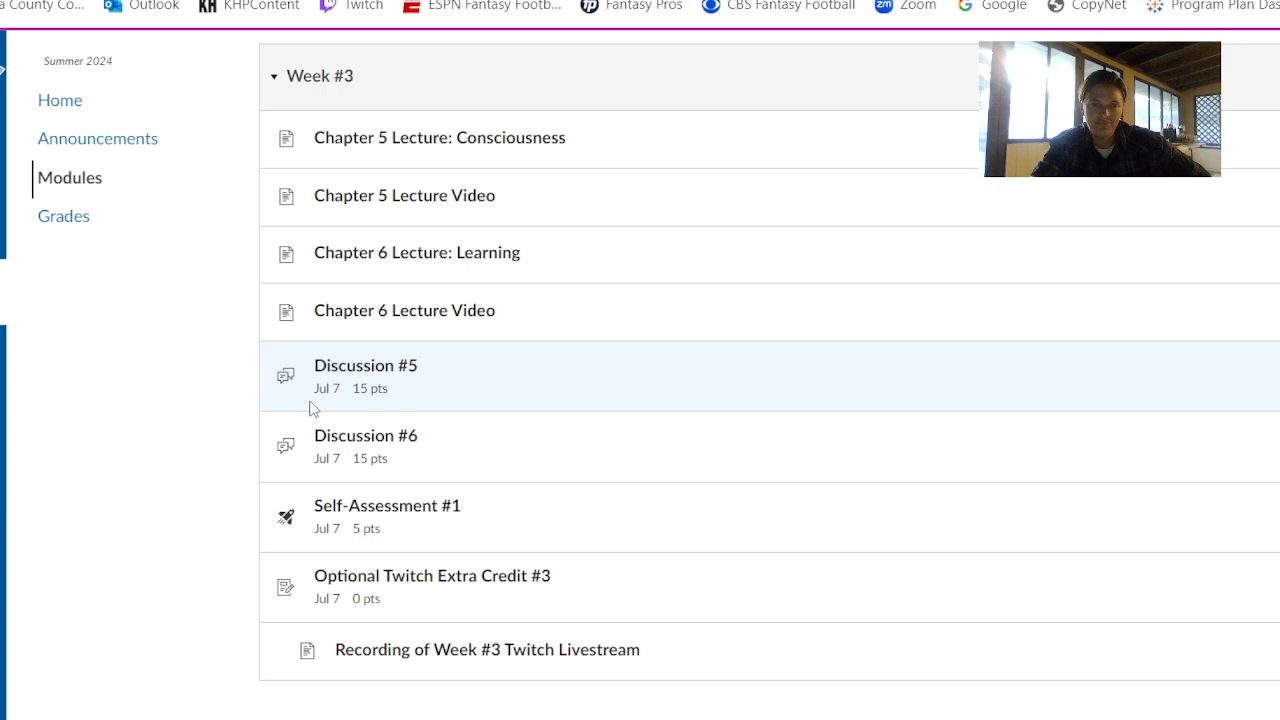 a County Co... Outlook KH KHPContent Twitch ESPN Fantasy Footb... fp Fantasy Pros CBS Fantasy Football zm Zoom G Google CopyNet Program Plan Das
Summer 2024
Home
Announcements
Modules
Grades
Week #3
Chapter 5 Lecture: Consciousness
Chapter 5 Lecture Video
Chapter 6 Lecture: Learning
Chapter 6 Lecture Video
Discussion #5
Jul 7 15 pts
Discussion #6
Jul 7 15 pts
Self-Assessment #1
Jul 7 5 pts
Optional Twitch Extra Credit #3
Jul 7 0 pts
Recording of Week #3 Twitch Livestream